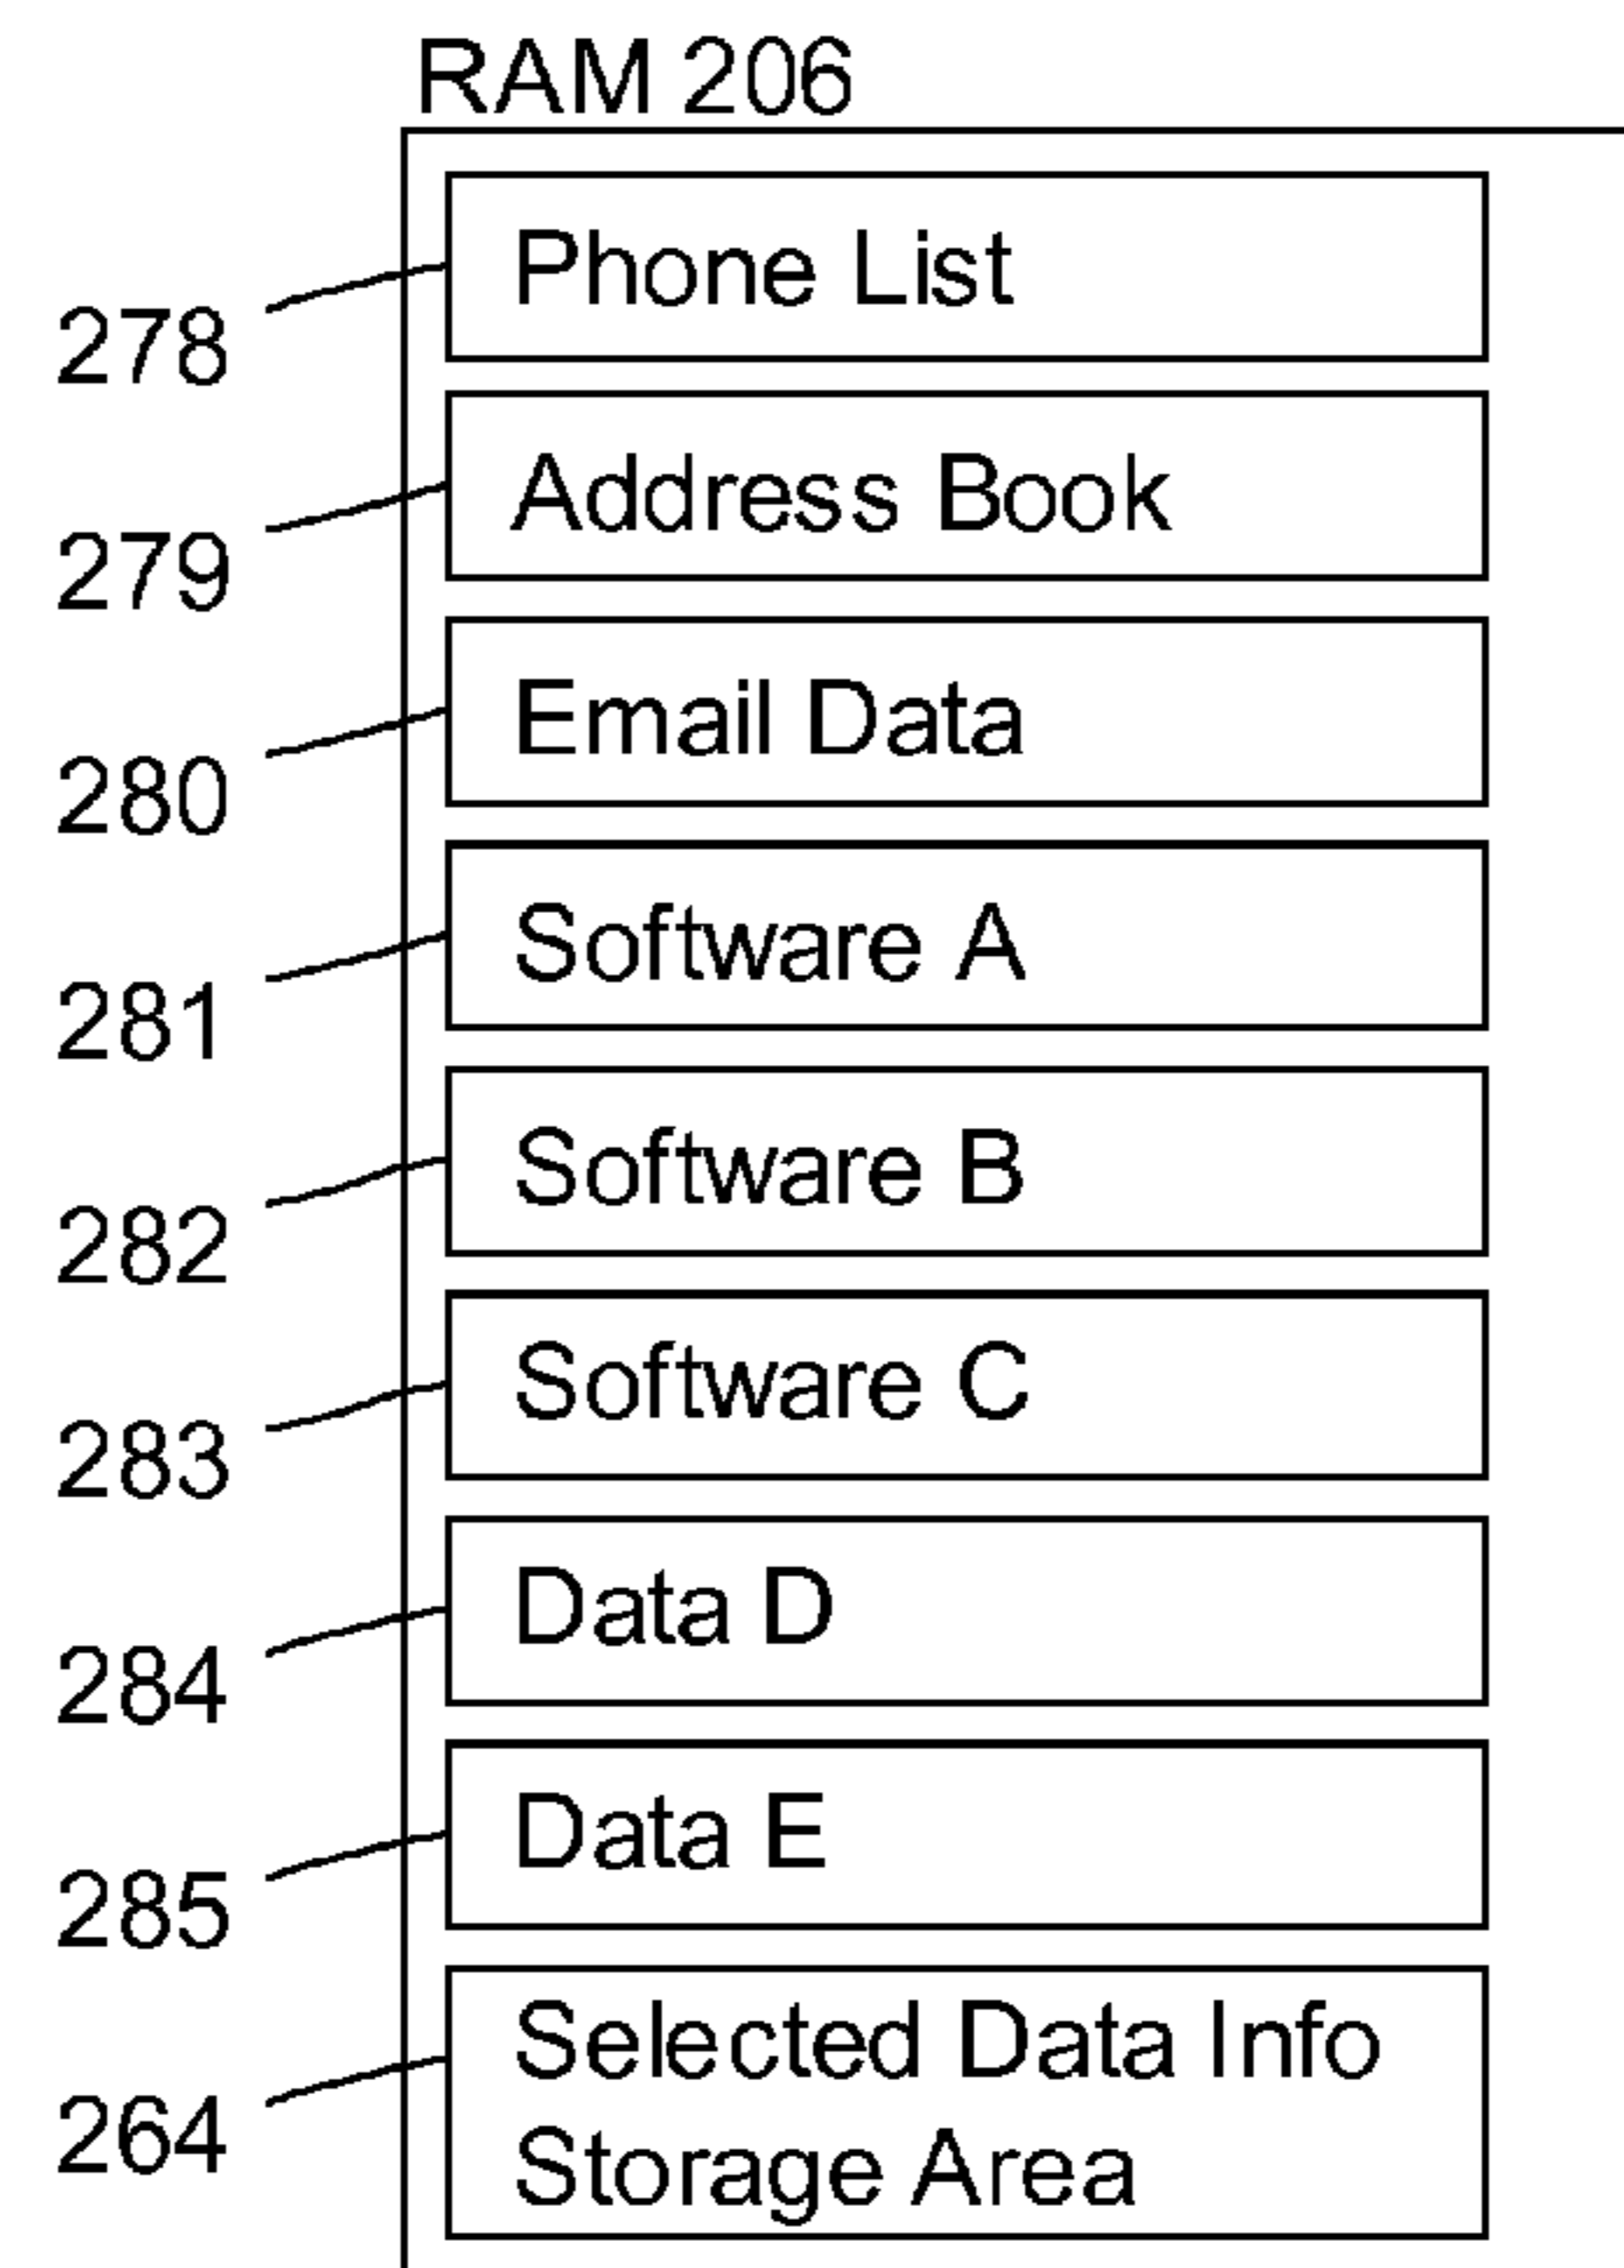 RAM 206
278 Phone List
279 Address Book
280 Email Data
281 Software A
282 Software B
283 Software C
284 Data D
285 Data E
264 Selected Data Info
Storage Area